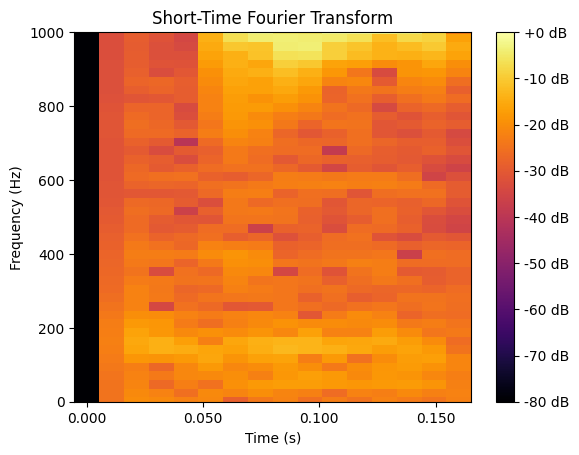 Short-Time Fourier Transform
1000
800
600
400
200
0
Frequency (Hz)
0.000
0.050
0.100
0.150
Time (s)
+0 dB
-10 dB
-20 dB
-30 dB
-40 dB
-50 dB
-60 dB
-70 dB
-80 dB